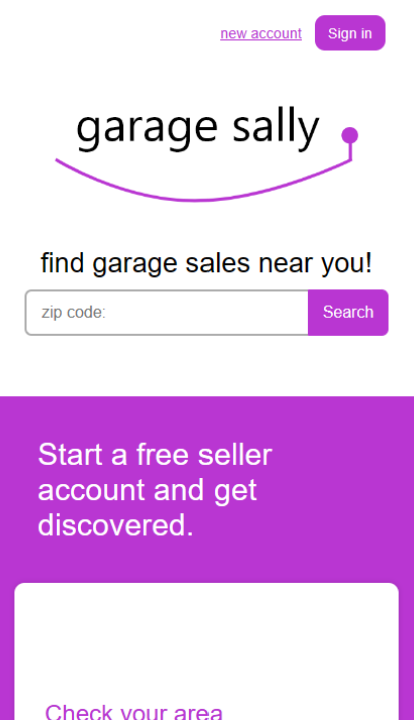 new account Sign in
garage sally
find garage sales near you!
zip code: Search
Start a free seller
account and get
discovered.
Check your area